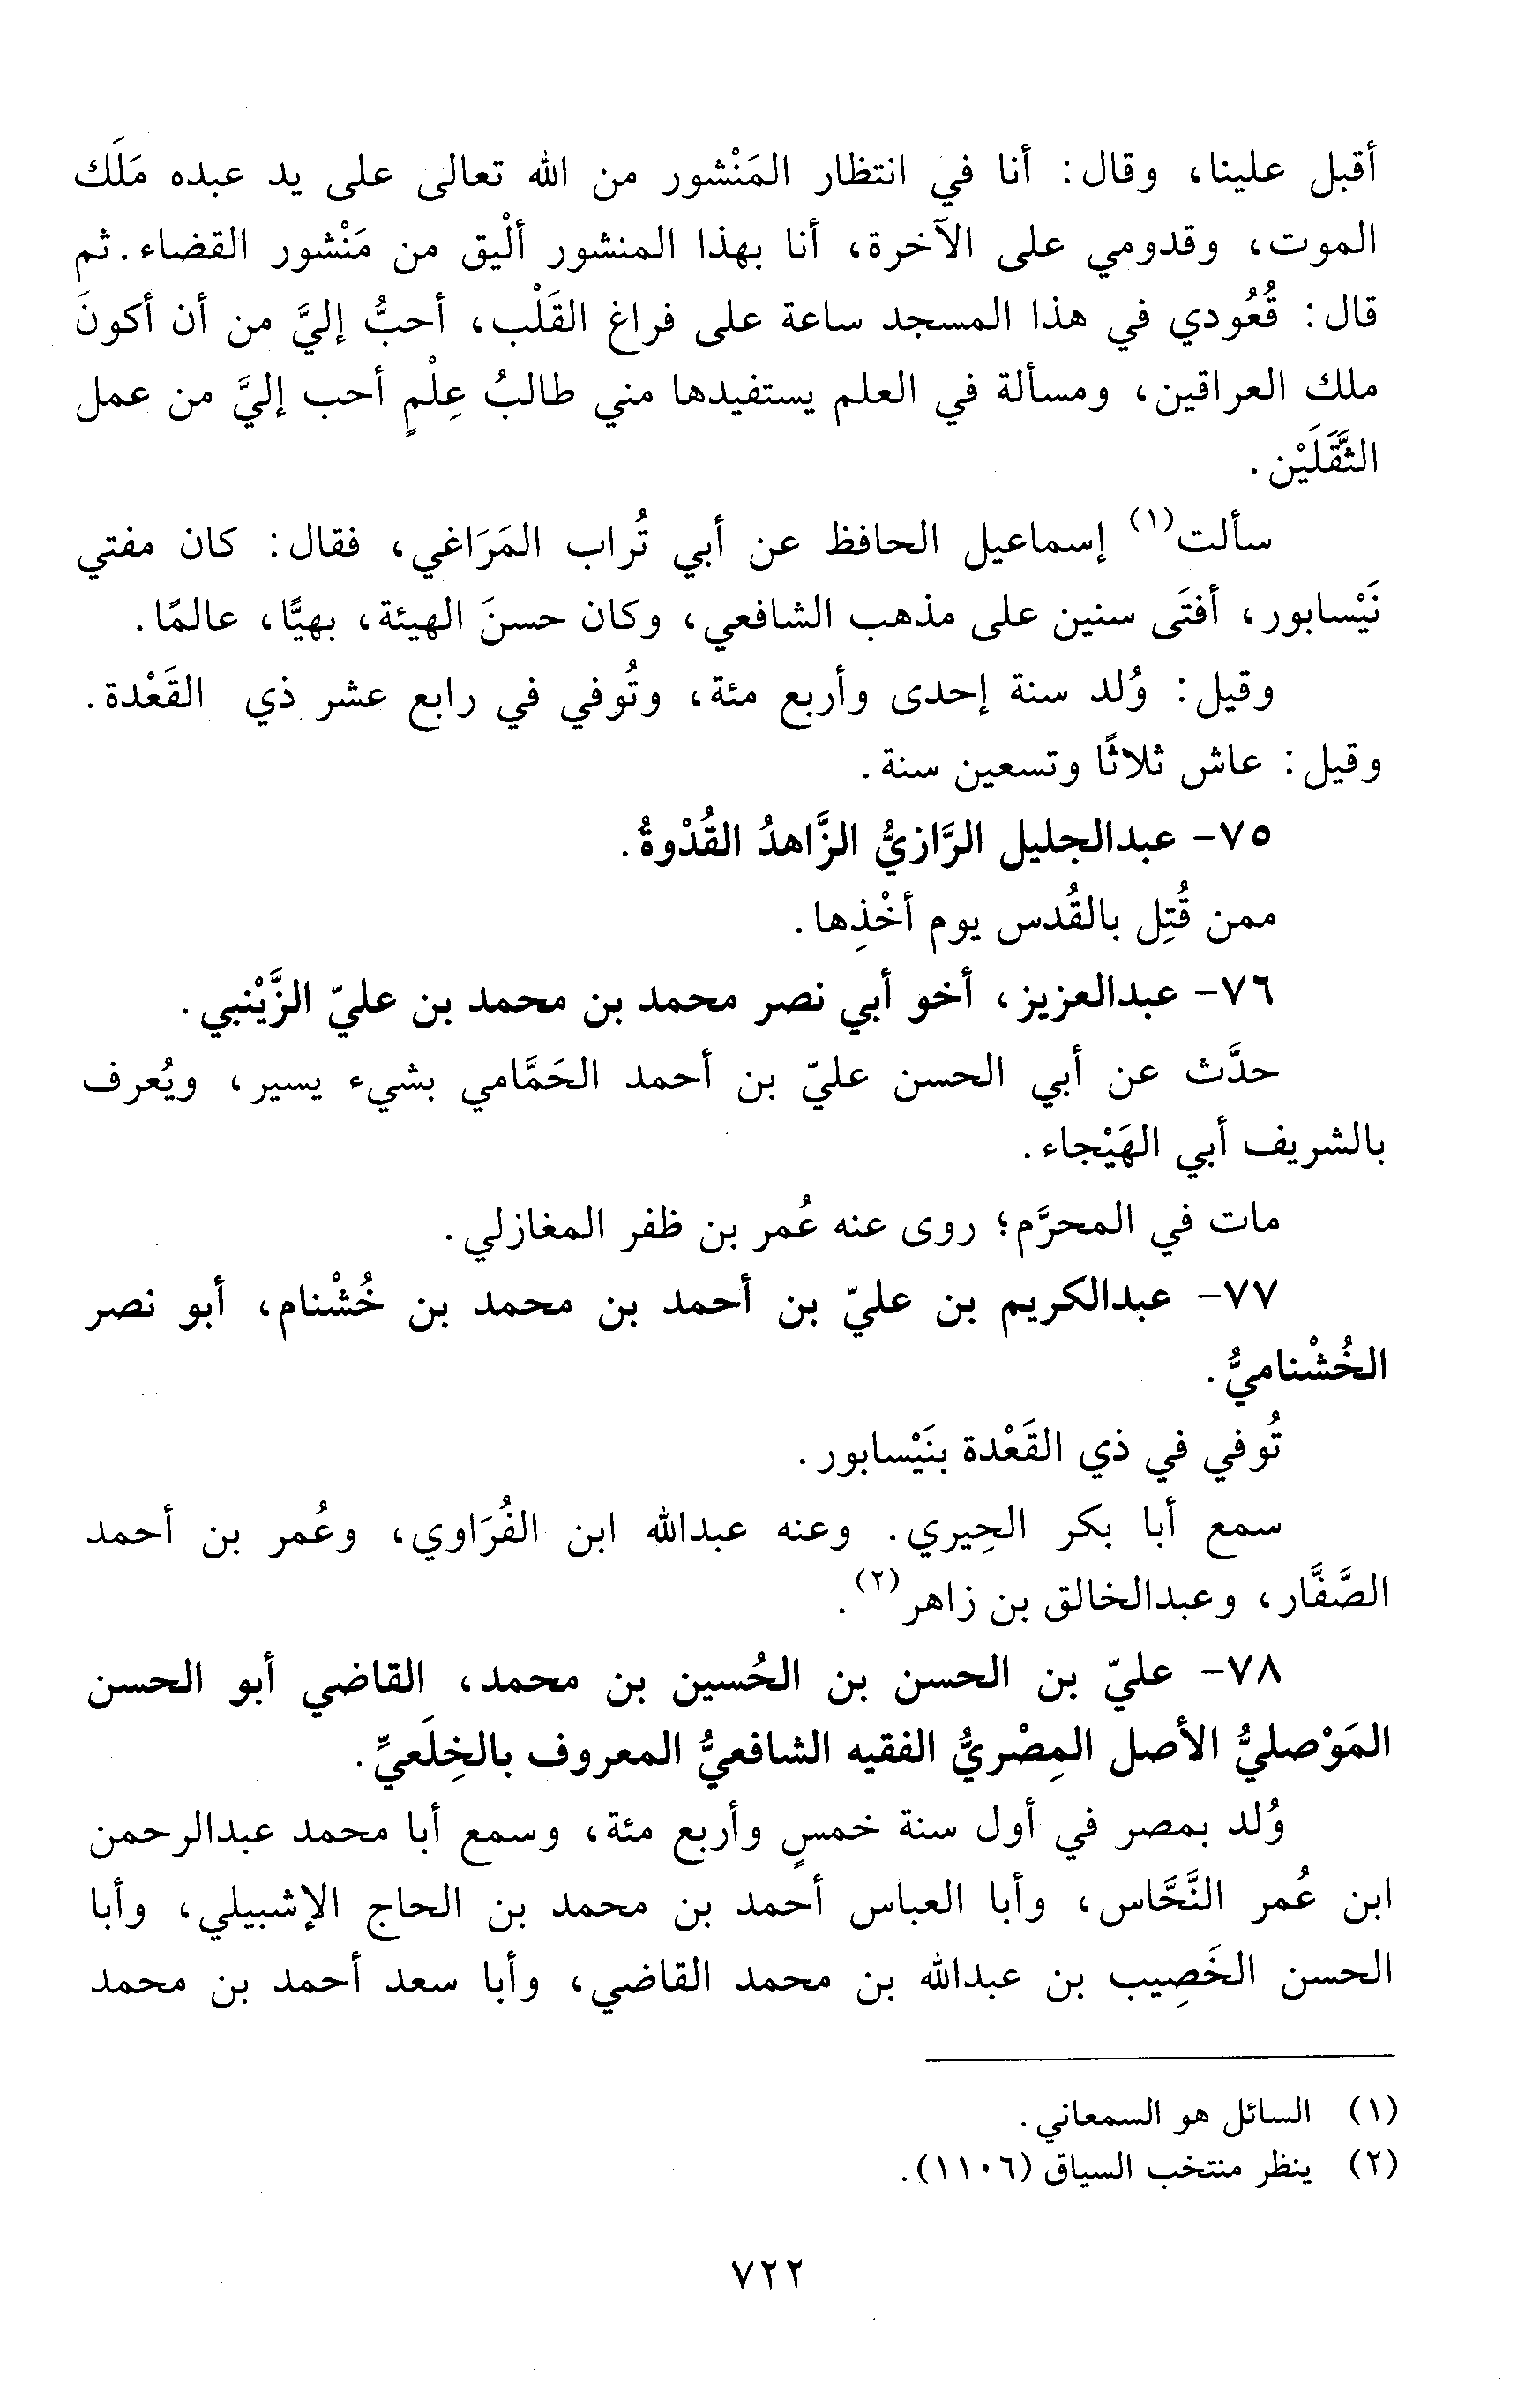 أقبل علينا، وقال: أنا في انتظار المَنْشور من الله تعالى على يد عبده مَلَك
الموت، وقدومي على الآخرة، أنا بهذا المنشور ألْيق من مَنْشور القضاء. ثم
قال: قُعُودي في هذا المسجد ساعة على فراغ القَلْب، أحبُّ إليَّ من أن أكونَ
ملك العراقين، ومسألة في العلم يستفيدها مني طالبُ عِلْمٍ أحب إليَّ من عمل
الثَّقَلَيْن.
سألت(١) إسماعيل الحافظ عن أبي تُراب المَرَاغي، فقال: كان مفتي
نَيْسابور، أفتَى سنين على مذهب الشافعي، وكان حسنَ الهيئة، بهيًّا، عالمًا.
وقيل: وُلد سنة إحدى وأربع مئة، وتُوفي في رابع عشر ذي القَعْدة.
وقيل: عاش ثلاثًا وتسعين سنة.
٧٥- عبدالجليل الرَّازيُّ الزَّاهدُ القُدْوةُ.
ممن قُتِل بالقُدس يوم أخْذِها.
٧٦- عبدالعزيز، أخو أبي نصر محمد بن محمد بن عليّ الزَّيْنبي.
حدَّث عن أبي الحسن عليّ بن أحمد الحَمَّامي بشيء يسير، ويُعرف
بالشريف أبي الهَيْجاء.
مات في المحرَّم؛ روى عنه عُمر بن ظفر المغازلي.
٧٧- عبدالكريم بن عليّ بن أحمد بن محمد بن خُشْنام، أبو نصر
الخُشْناميُّ.
تُوفي في ذي القَعْدة بنَيْسابور.
سمع أبا بكر الحِيري. وعنه عبدالله ابن الفُرَاوي، وعُمر بن أحمد
الصَّفَّار، وعبدالخالق بن زاهر(٢).
٧٨- عليّ بن الحسن بن الحُسين بن محمد، القاضي أبو الحسن
المَوْصليُّ الأصل المِصْريُّ الفقيه الشافعيُّ المعروف بالخِلَعيِّ.
وُلد بمصر في أول سنة خمسٍ وأربع مئة، وسمع أبا محمد عبدالرحمن
ابن عُمر النَّحَّاس، وأبا العباس أحمد بن محمد بن الحاج الإشبيلي، وأبا
الحسن الخَصِيب بن عبدالله بن محمد القاضي، وأبا سعد أحمد بن محمد
(١) السائل هو السمعاني.
(٢) ينظر منتخب السياق (١١٠٦).
٧٢٢